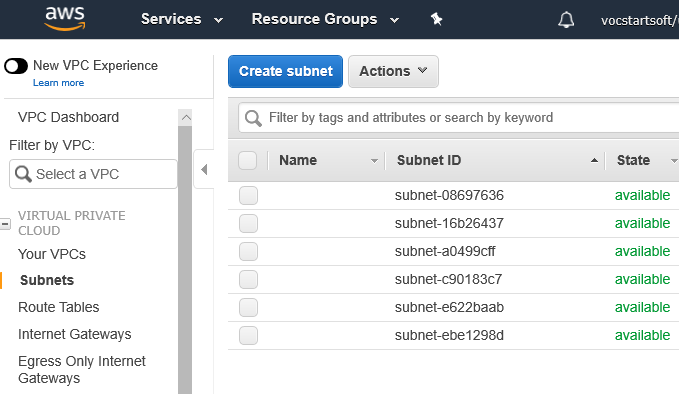 aws Services Resource Groups vocstartsoft/
New VPC Experience
Learn more
VPC Dashboard
Filter by VPC:
Select a VPC
VIRTUAL PRIVATE
CLOUD
Your VPCs
Subnets
Route Tables
Internet Gateways
Egress Only Internet
Gateways
Create subnet Actions
Filter by tags and attributes or search by keyword
Name Subnet ID State
subnet-08697636 available
subnet-16b26437 available
subnet-a0499cff available
subnet-c90183c7 available
subnet-e622baab available
subnet-ebe1298d available